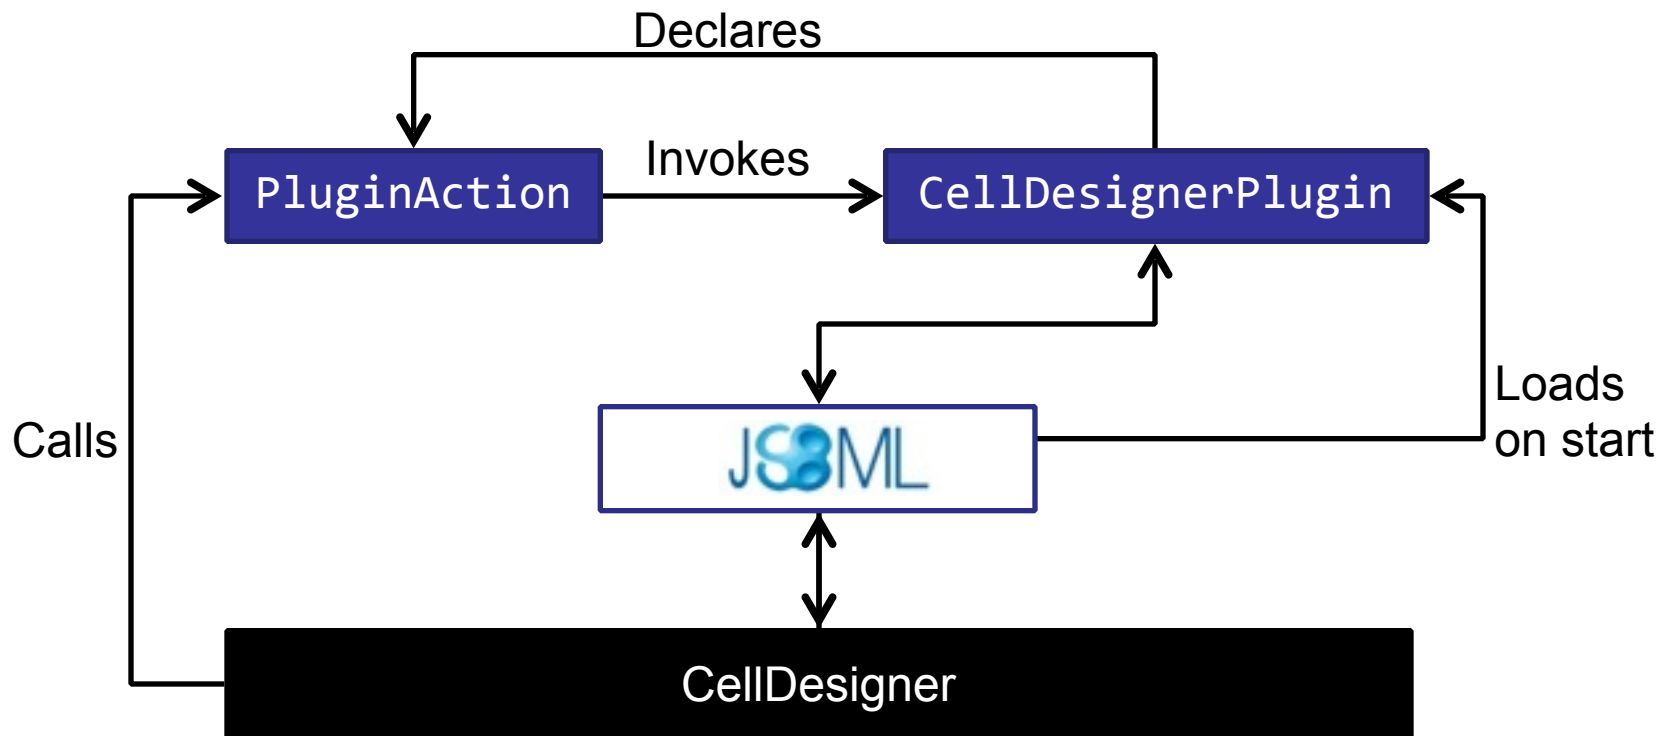 Declares
Invokes
PluginAction
CellDesignerPlugin
Loads
on start
Calls
JSBML
CellDesigner